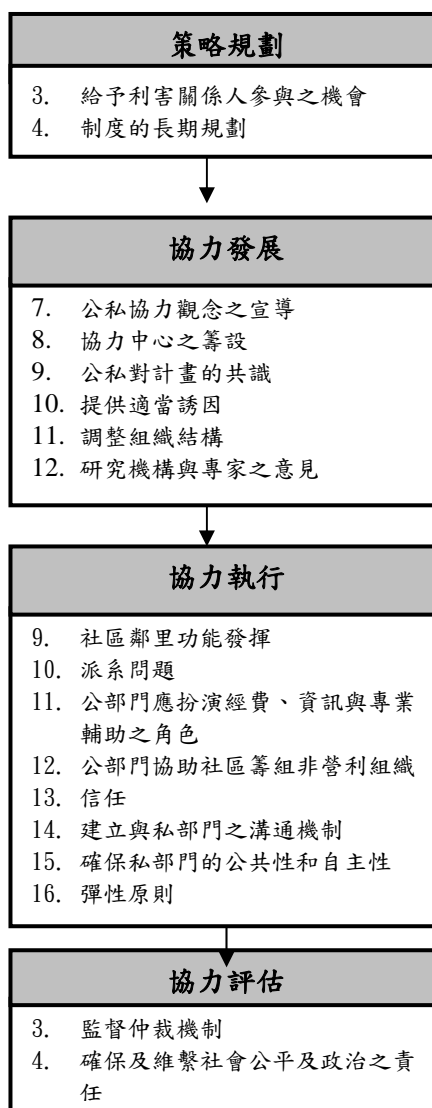 策略規劃
3. 給予利害關係人參與之機會
4. 制度的長期規劃
協力發展
7. 公私協力觀念之宣導
8. 協力中心之籌設
9. 公私對計畫的共識
10. 提供適當誘因
11. 調整組織結構
12. 研究機構與專家之意見
協力執行
9. 社區鄰里功能發揮
10. 派系問題
11. 公部門應扮演經費、資訊與專業
輔助之角色
12. 公部門協助社區籌組非營利組織
13. 信任
14. 建立與私部門之溝通機制
15. 確保私部門的公共性和自主性
16. 彈性原則
協力評估
3. 監督仲裁機制
4. 確保及維繫社會公平及政治之責
任